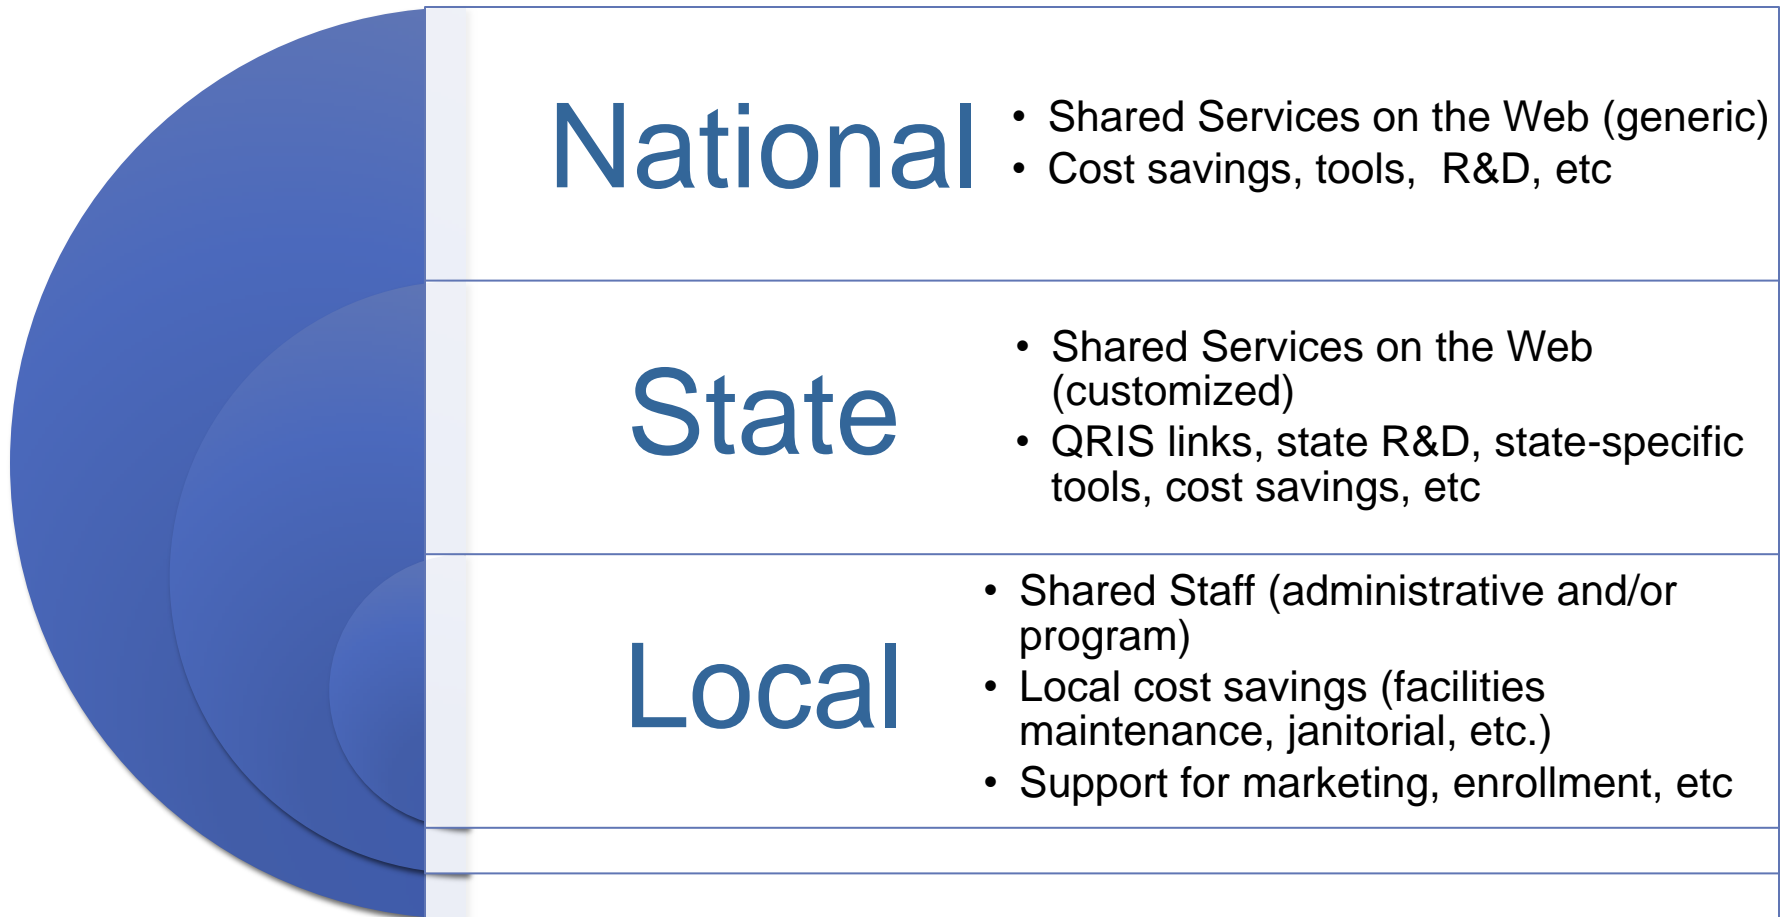 National
• Shared Services on the Web (generic)
• Cost savings, tools,  R&D, etc
State
• Shared Services on the Web
(customized)
• QRIS links, state R&D, state-specific
tools, cost savings, etc
Local
• Shared Staff (administrative and/or
program)
• Local cost savings (facilities
maintenance, janitorial, etc.)
• Support for marketing, enrollment, etc